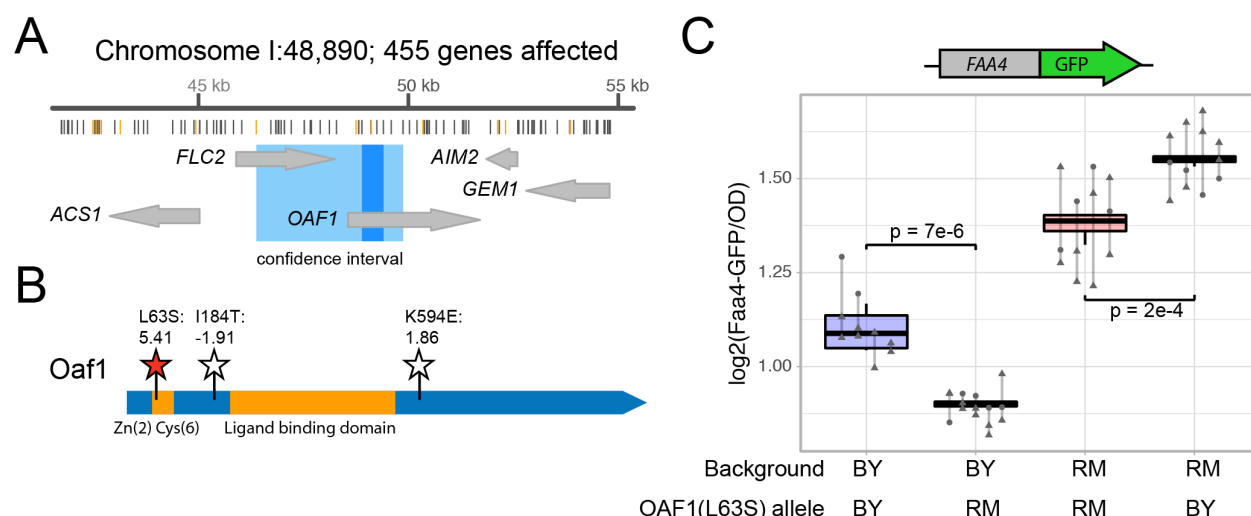 A
Chromosome I:48,890; 455 genes affected
45 kb 50 kb 55 kb
FLC2 AIM2
GEM1
ACS1 OAF1
confidence interval
B
L63S: I184T: K594E:
5.41 -1.91 1.86
Oaf1
Zn(2) Cys(6) Ligand binding domain
C
FAA4 GFP
log2(Faa4-GFP/OD)
1.50
1.25
1.00
p = 7e-6
p = 2e-4
Background BY BY RM RM
OAF1(L63S) allele BY RM RM BY